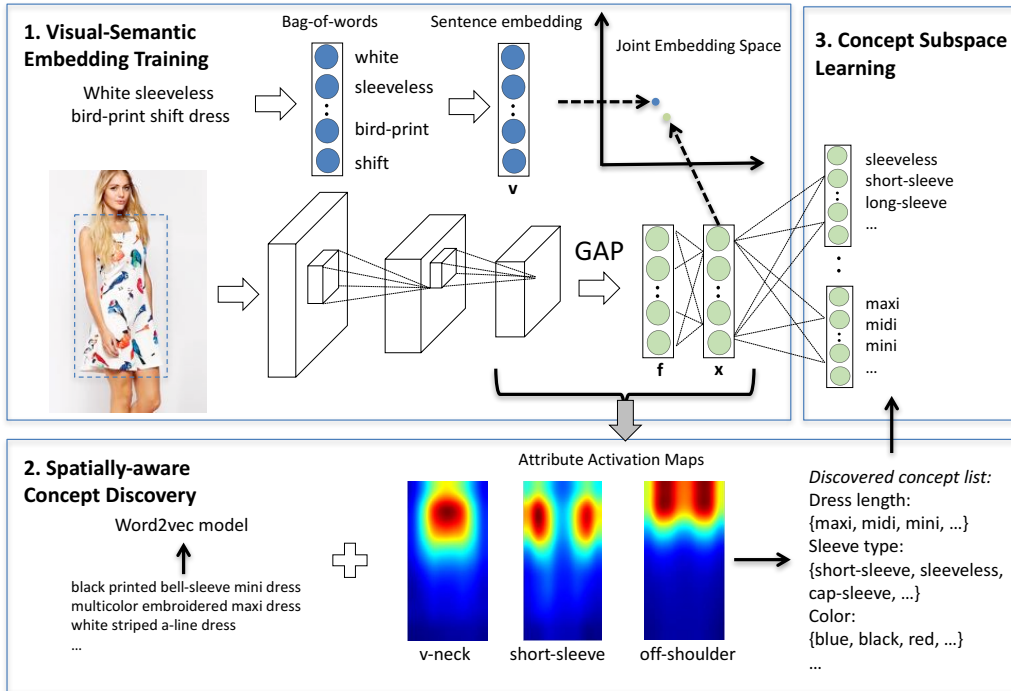 1. Visual-Semantic
Embedding Training
Bag-of-words
Sentence embedding
White sleeveless
bird-print shift dress
white
sleeveless
bird-print
shift
v
Joint Embedding Space
GAP
f
x
3. Concept Subspace
Learning
sleeveless
short-sleeve
long-sleeve
...
maxi
midi
mini
...
2. Spatially-aware
Concept Discovery
Word2vec model
black printed bell-sleeve mini dress
multicolor embroidered maxi dress
white striped a-line dress
...
Attribute Activation Maps
v-neck
short-sleeve
off-shoulder
Discovered concept list:
Dress length:
{maxi, midi, mini, ...}
Sleeve type:
{short-sleeve, sleeveless,
cap-sleeve, ...}
Color:
{blue, black, red, ...}
...